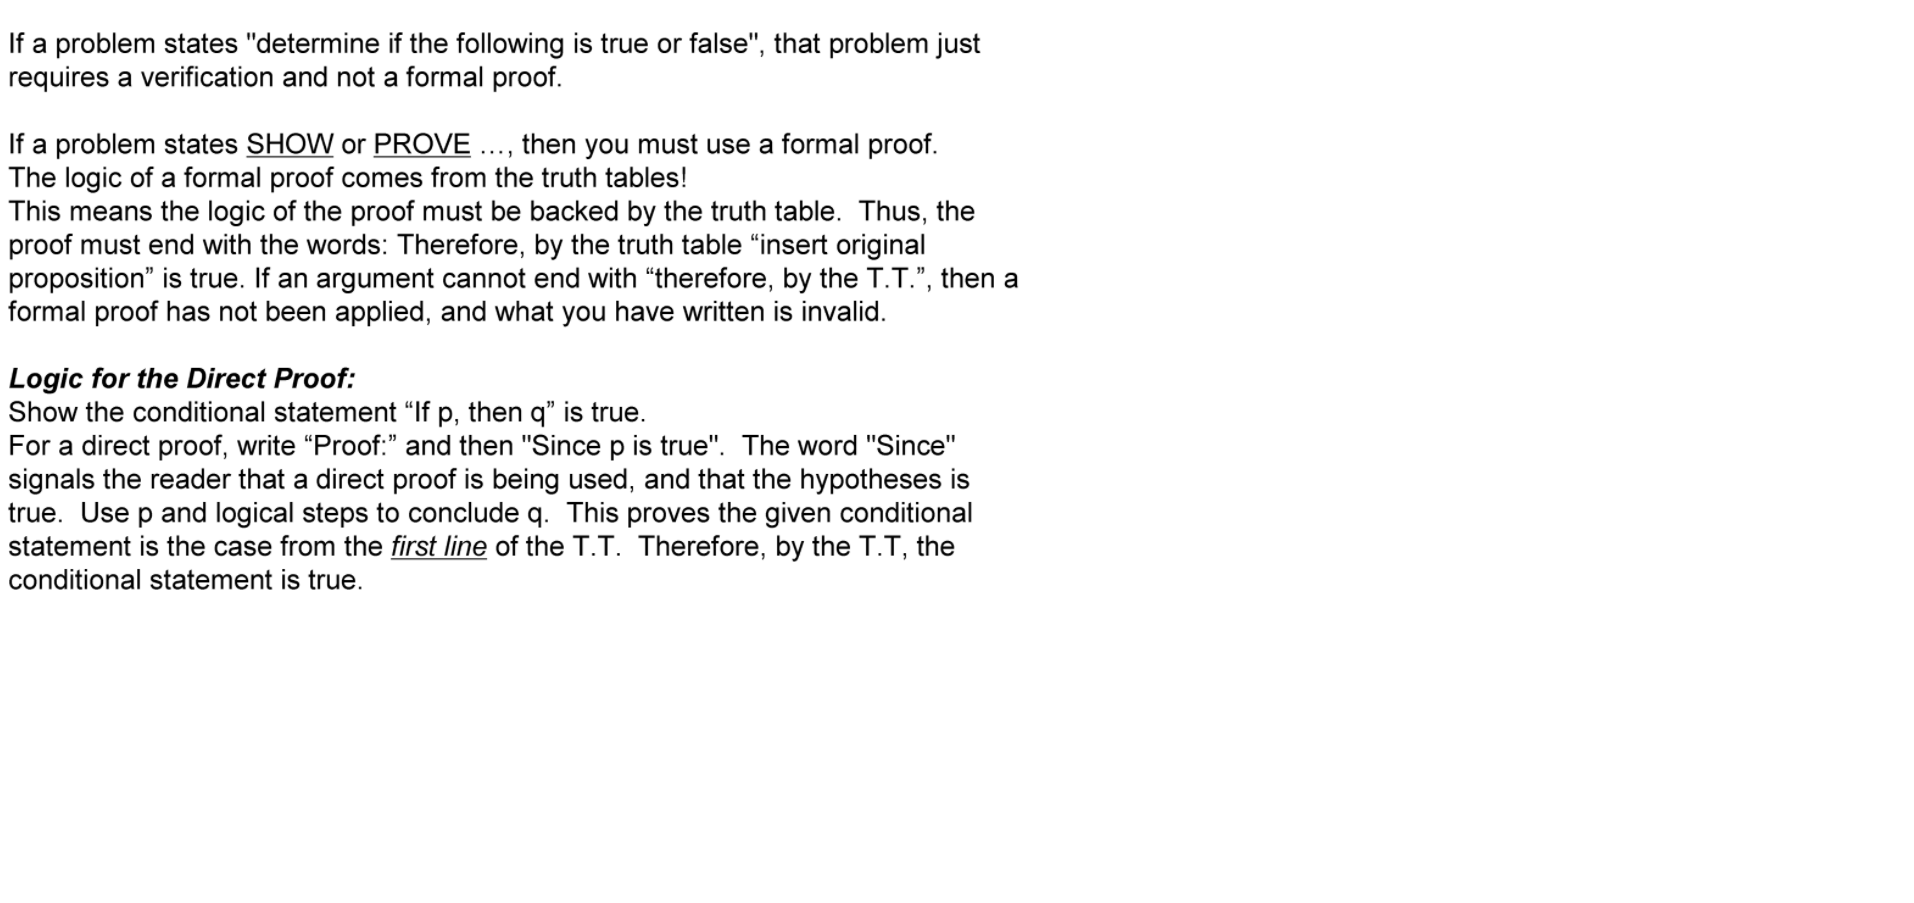 If a problem states "determine if the following is true or false", that problem just
requires a verification and not a formal proof.
If a problem states SHOW or PROVE …, then you must use a formal proof.
The logic of a formal proof comes from the truth tables!
This means the logic of the proof must be backed by the truth table.  Thus, the
proof must end with the words: Therefore, by the truth table “insert original
proposition” is true. If an argument cannot end with “therefore, by the T.T.”, then a
formal proof has not been applied, and what you have written is invalid.
Logic for the Direct Proof:
Show the conditional statement “If p, then q” is true.
For a direct proof, write “Proof:” and then "Since p is true".  The word "Since"
signals the reader that a direct proof is being used, and that the hypotheses is
true.  Use p and logical steps to conclude q.  This proves the given conditional
statement is the case from the first line of the T.T.  Therefore, by the T.T, the
conditional statement is true.